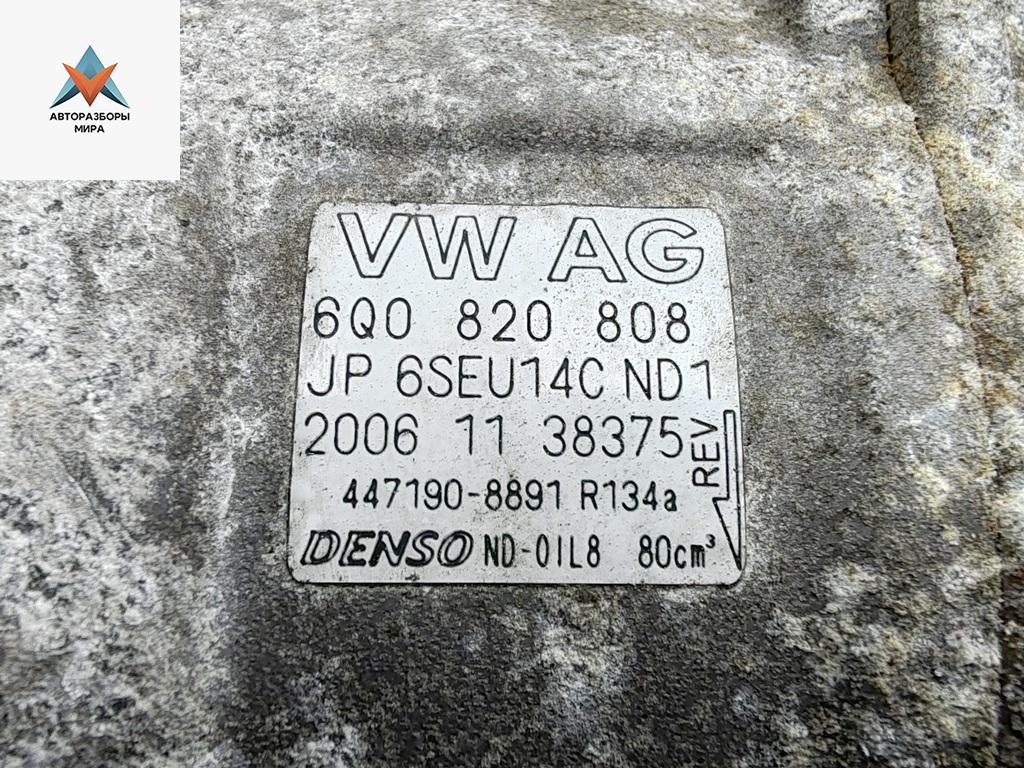 АВТОРАЗБОРЫ
МИРА
VW AG
6Q0 820 808
JP 6SEU14C ND1
2006 11 38375
REV
447190-8891 R134a
DENSO ND-OIL8 80cm³